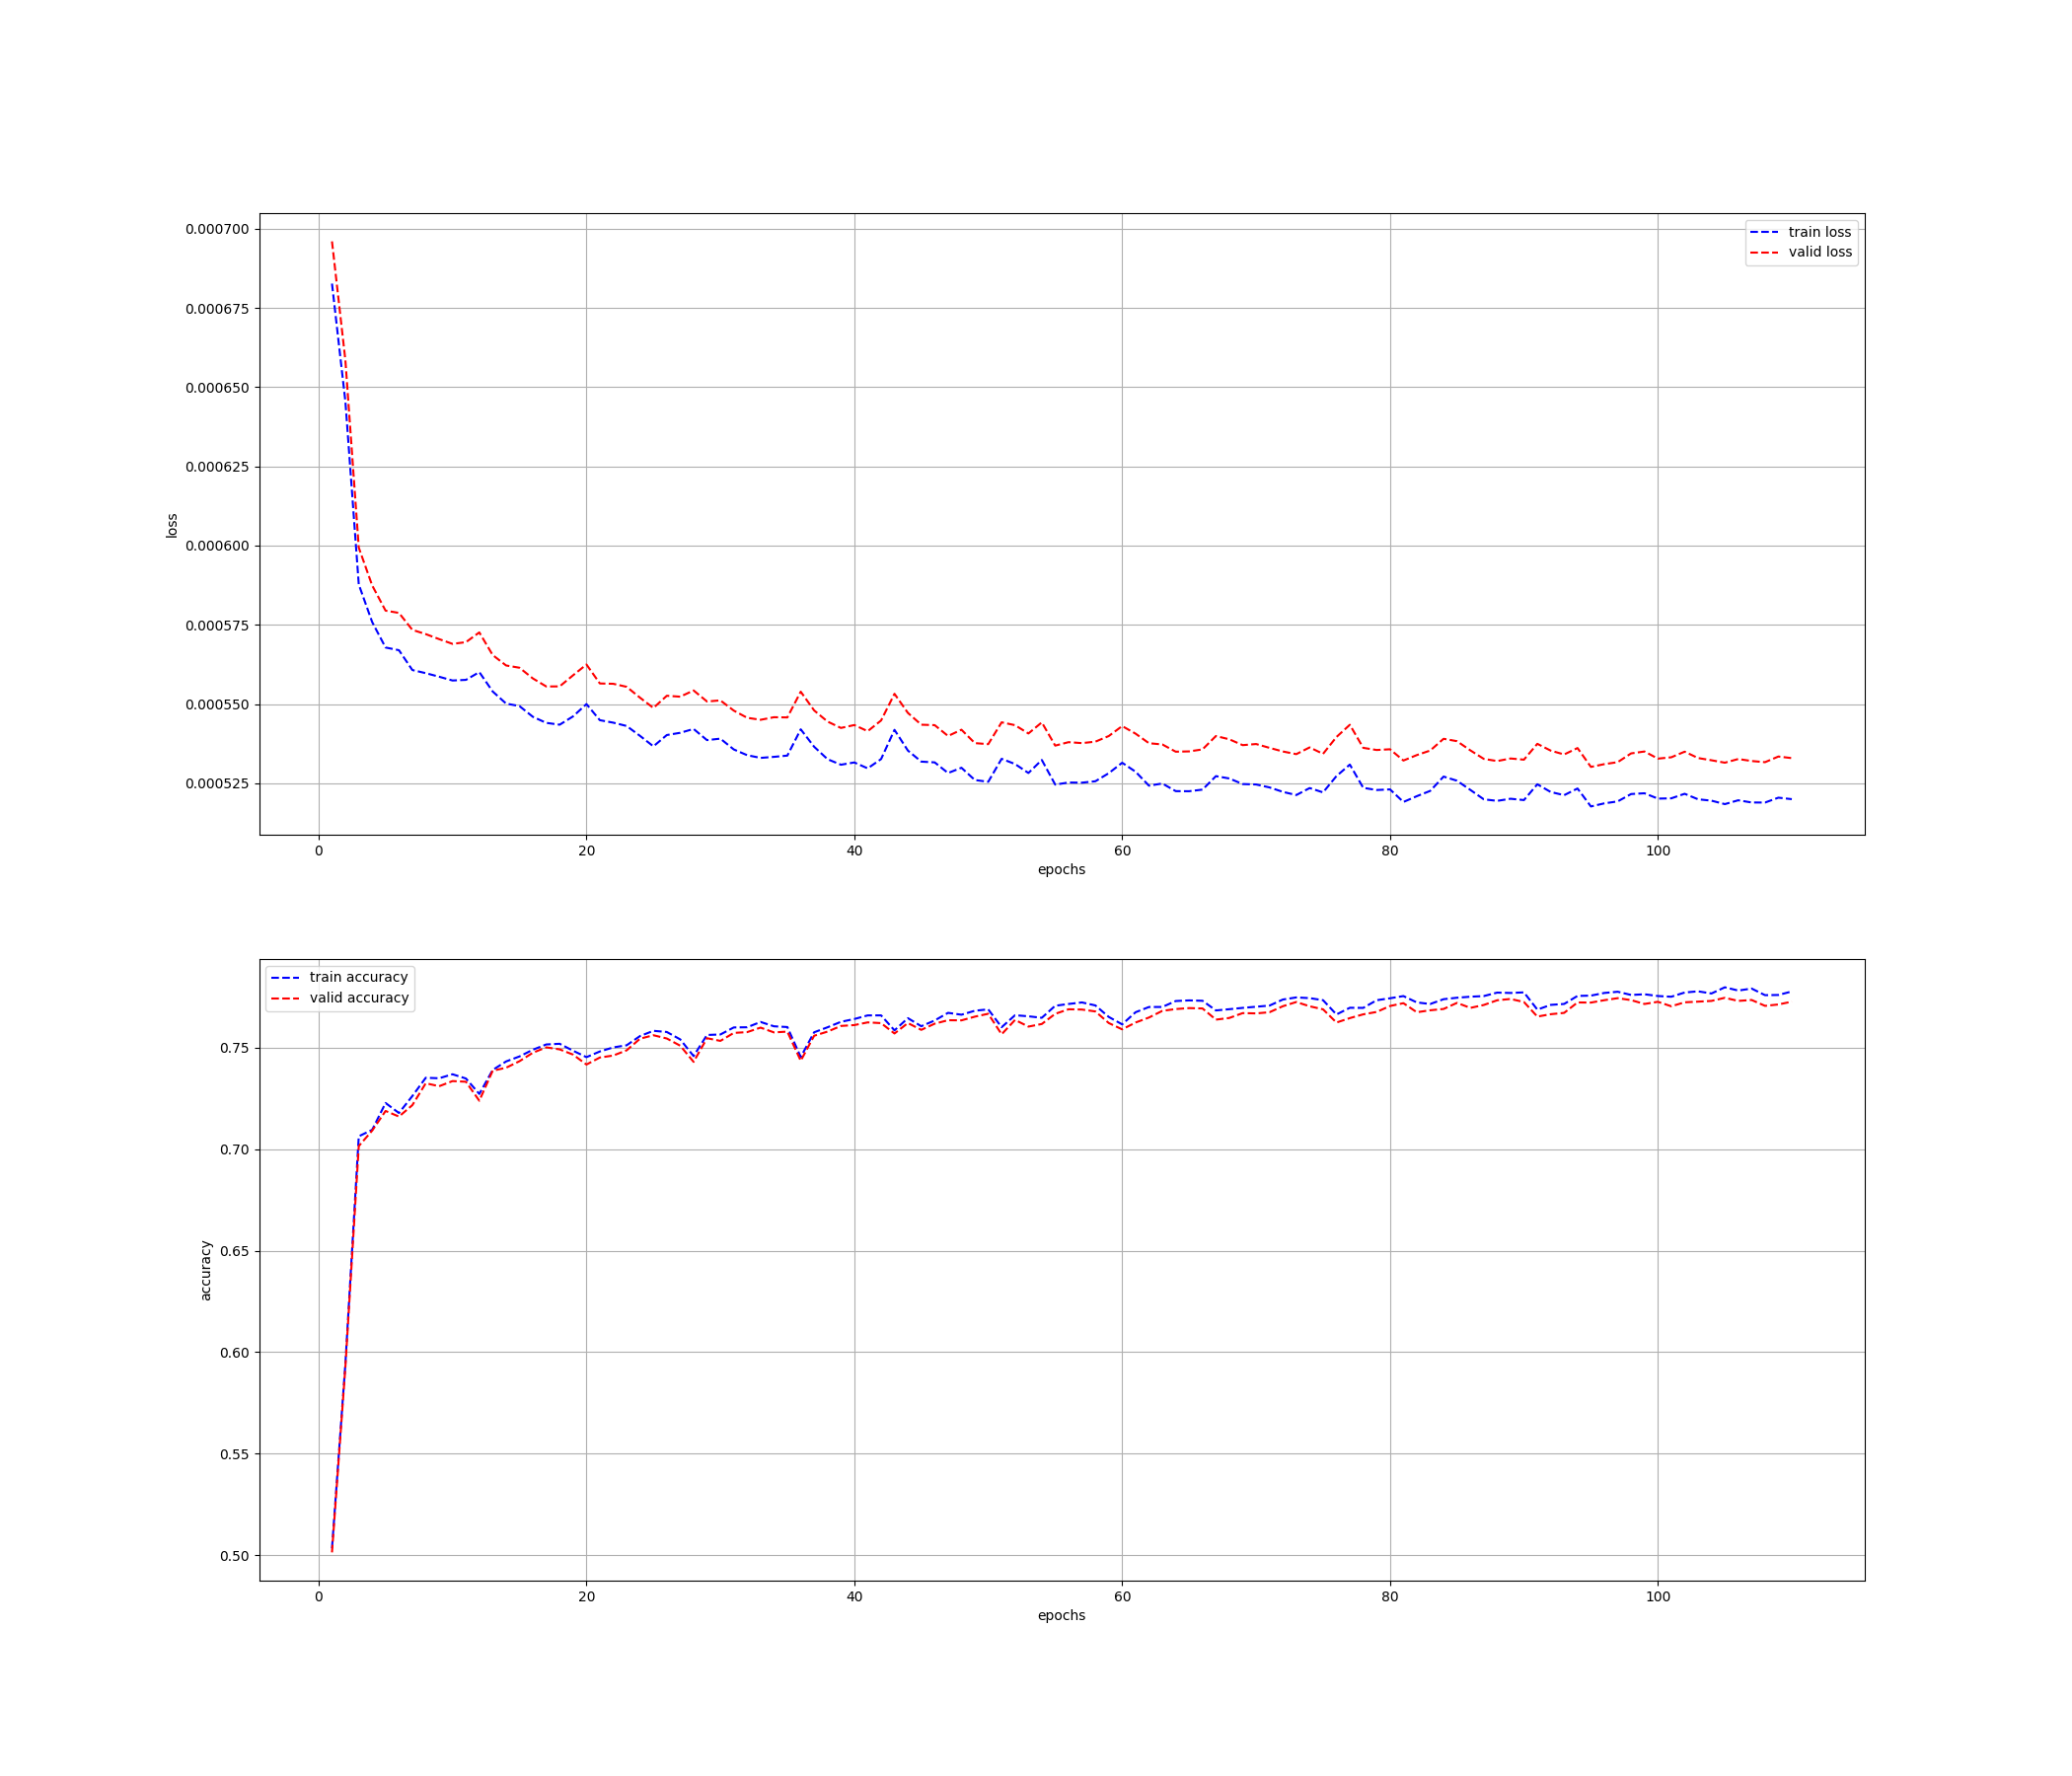 0.000700
0.000675
0.000650
0.000625
0.000600
0.000575
0.000550
0.000525
loss
train loss
valid loss
0 20 40 60 80 100
epochs
train accuracy
valid accuracy
0.75
0.70
0.65
0.60
0.55
0.50
accuracy
0 20 40 60 80 100
epochs